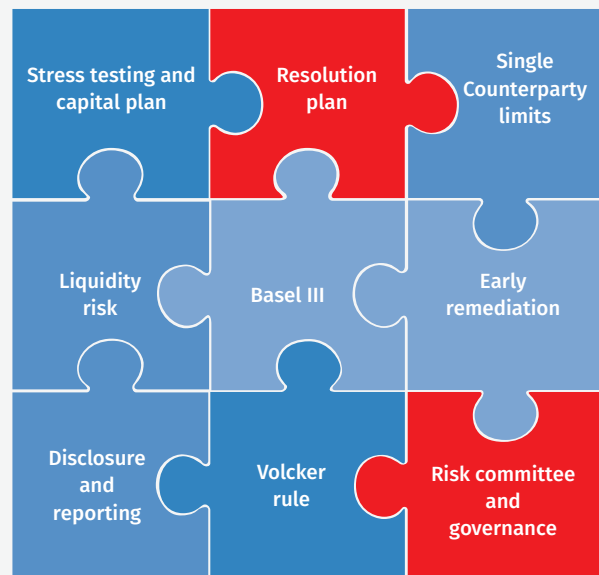 Stress testing and
capital plan
Resolution
plan
Single
Counterparty
limits
Liquidity
risk
Basel III
Early
remediation
Disclosure
and
reporting
Volcker
rule
Risk committee
and
governance